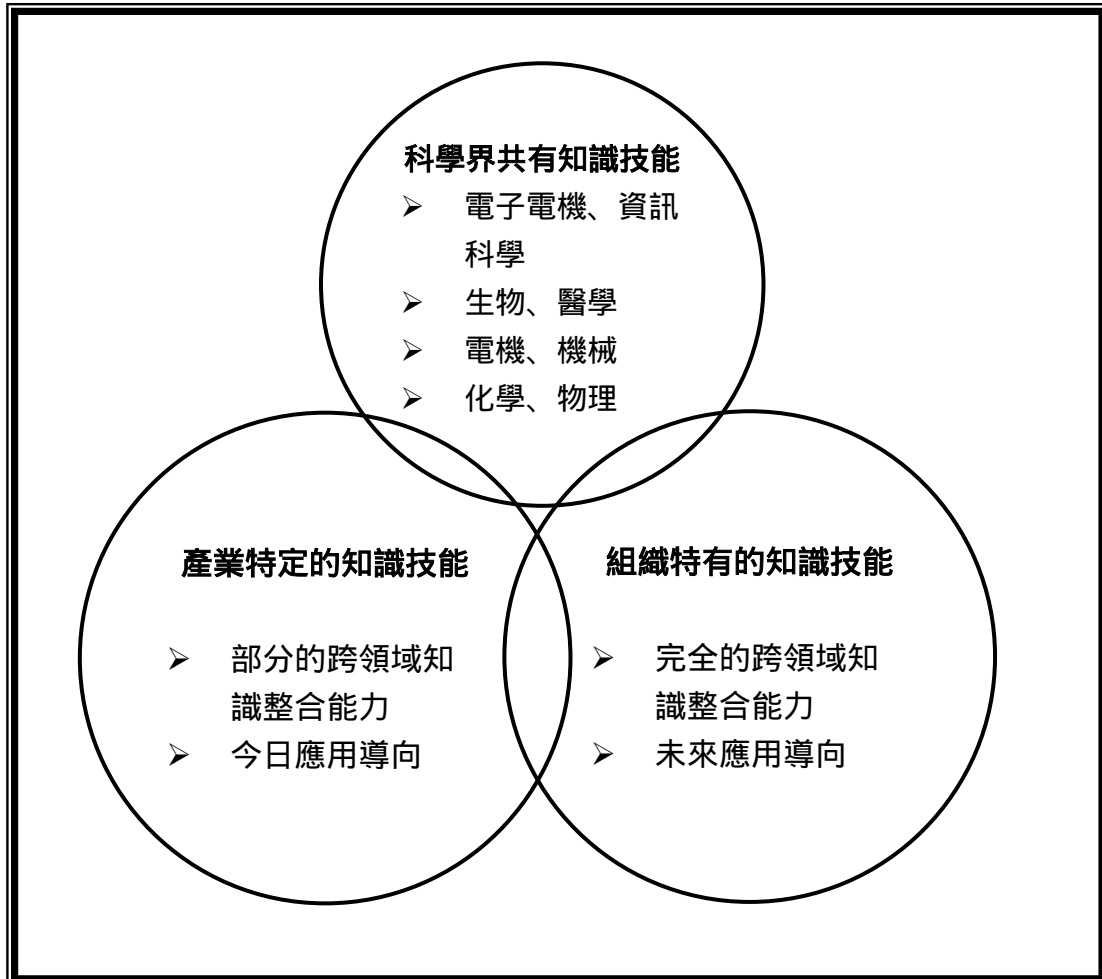 科學界共有知識技能
➢ 電子電機、資訊
科學
➢ 生物、醫學
➢ 電機、機械
➢ 化學、物理
產業特定的知識技能
➢ 部分的跨領域知
識整合能力
➢ 今日應用導向
組織特有的知識技能
➢ 完全的跨領域知
識整合能力
➢ 未來應用導向